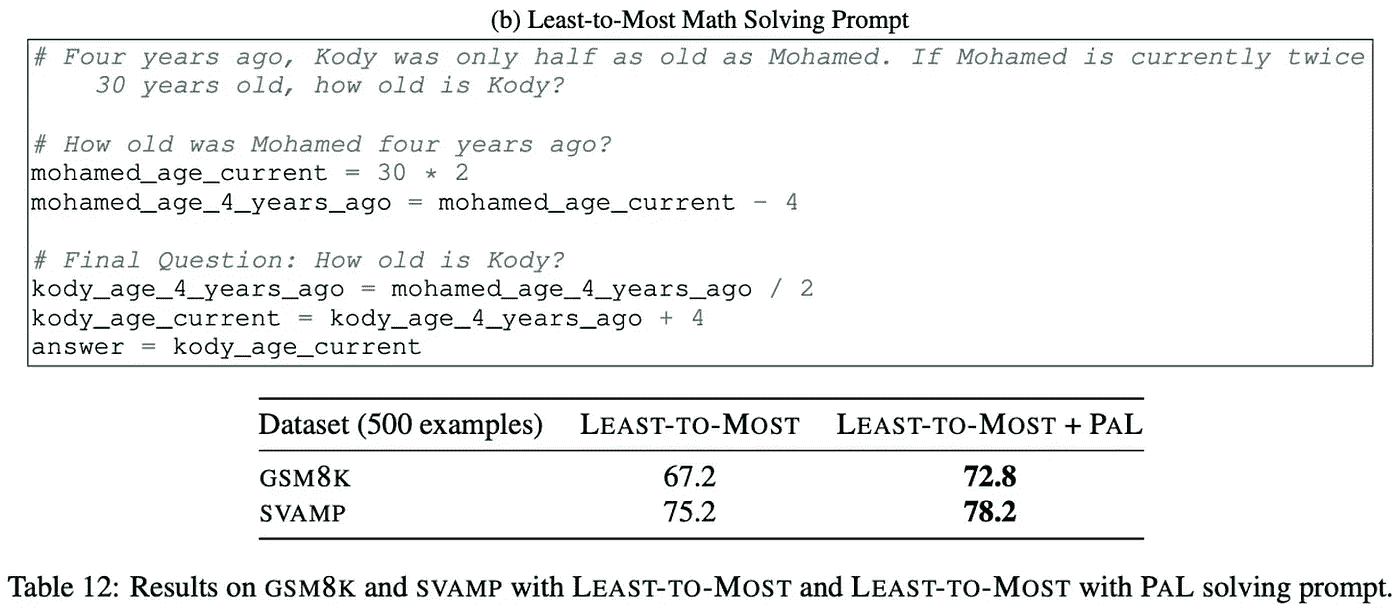 (b) Least-to-Most Math Solving Prompt
# Four years ago, Kody was only half as old as Mohamed. If Mohamed is currently twice
30 years old, how old is Kody?
# How old was Mohamed four years ago?
mohamed_age_current = 30 * 2
mohamed_age_4_years_ago = mohamed_age_current - 4
# Final Question: How old is Kody?
kody_age_4_years_ago = mohamed_age_4_years_ago / 2
kody_age_current = kody_age_4_years_ago + 4
answer = kody_age_current
Dataset (500 examples) LEAST-TO-MOST LEAST-TO-MOST + PAL
GSM8K 67.2 72.8
SVAMP 75.2 78.2
Table 12: Results on GSM8K and SVAMP with LEAST-TO-MOST and LEAST-TO-MOST with PAL solving prompt.